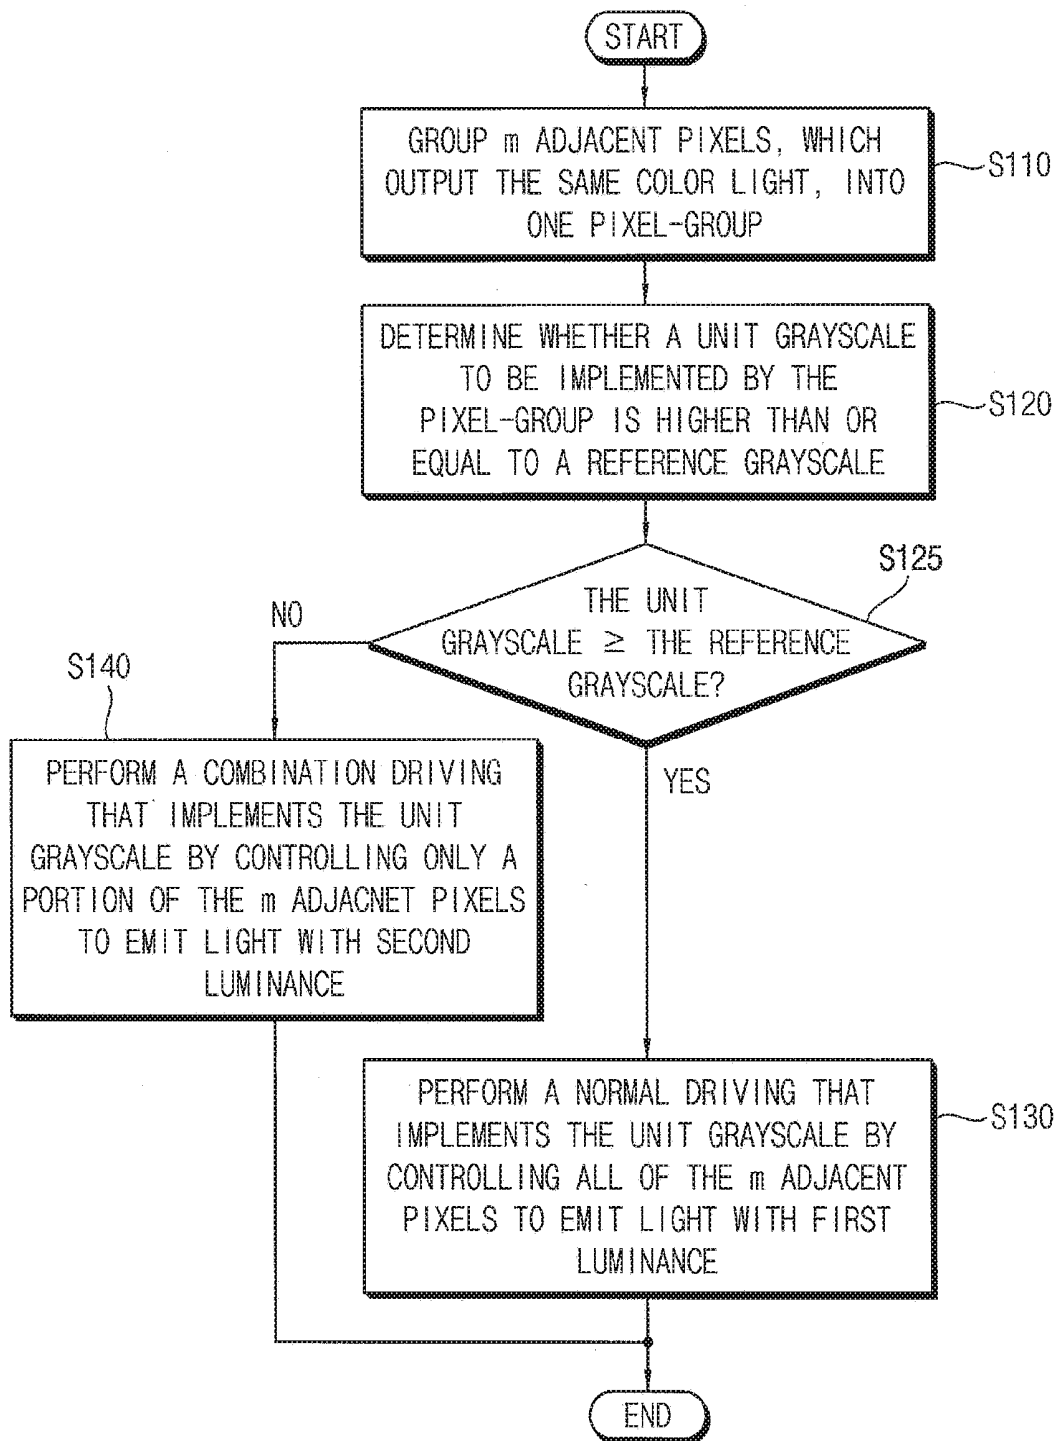 START
GROUP m ADJACENT PIXELS, WHICH
OUTPUT THE SAME COLOR LIGHT, INTO
ONE PIXEL-GROUP
S110
DETERMINE WHETHER A UNIT GRAYSCALE
TO BE IMPLEMENTED BY THE
PIXEL-GROUP IS HIGHER THAN OR
EQUAL TO A REFERENCE GRAYSCALE
S120
S125
THE UNIT
GRAYSCALE ≥ THE REFERENCE
GRAYSCALE?
NO
YES
S140
PERFORM A COMBINATION DRIVING
THAT IMPLEMENTS THE UNIT
GRAYSCALE BY CONTROLLING ONLY A
PORTION OF THE m ADJACNET PIXELS
TO EMIT LIGHT WITH SECOND
LUMINANCE
PERFORM A NORMAL DRIVING THAT
IMPLEMENTS THE UNIT GRAYSCALE BY
CONTROLLING ALL OF THE m ADJACENT
PIXELS TO EMIT LIGHT WITH FIRST
LUMINANCE
S130
END